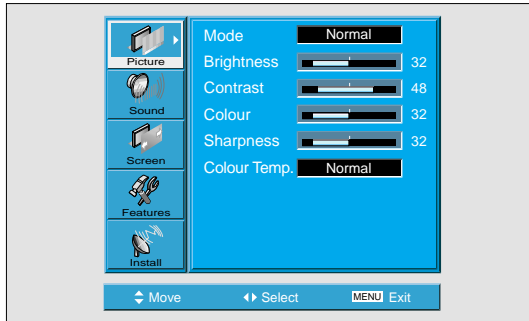 Picture
Sound
Screen
Features
Install
Mode Normal
Brightness 32
Contrast 48
Colour 32
Sharpness 32
Colour Temp. Normal
Move Select MENU Exit